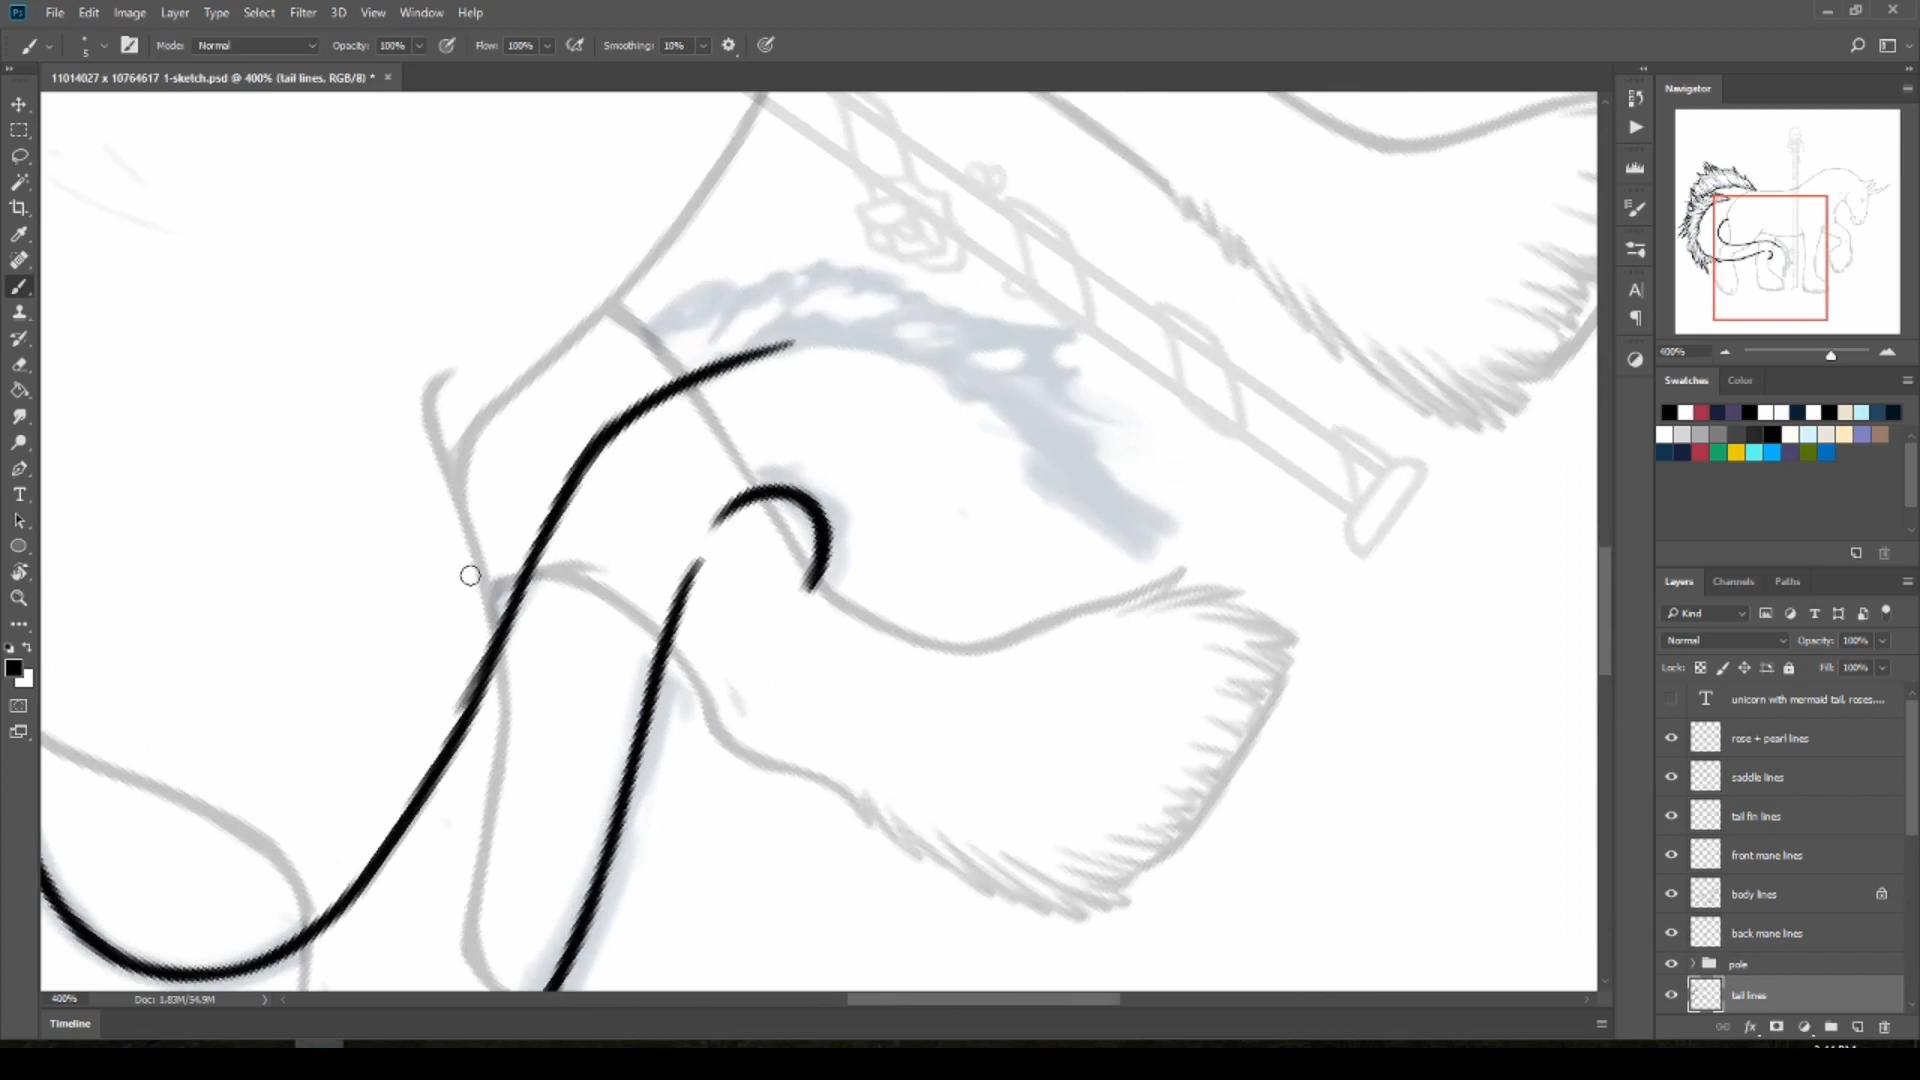 Ps File Edit Image Layer Type Select Filter 3D View Window Help
5 Mode: Normal Opacity: 100% Flow: 100% Smoothing: 10%
11014027 x 10764617 1-sketch.psd @ 400% (tail lines, RGB/8) * ×
Navigator
400%
Swatches Color
Layers Channels Paths
Kind
Normal Opacity: 100%
Lock: Fill: 100%
unicorn with mermaid tail, roses....
rose + pearl lines
saddle lines
tail fin lines
front mane lines
body lines
back mane lines
pole
tail lines
400% Doc: 1.83M/54.9M
Timeline